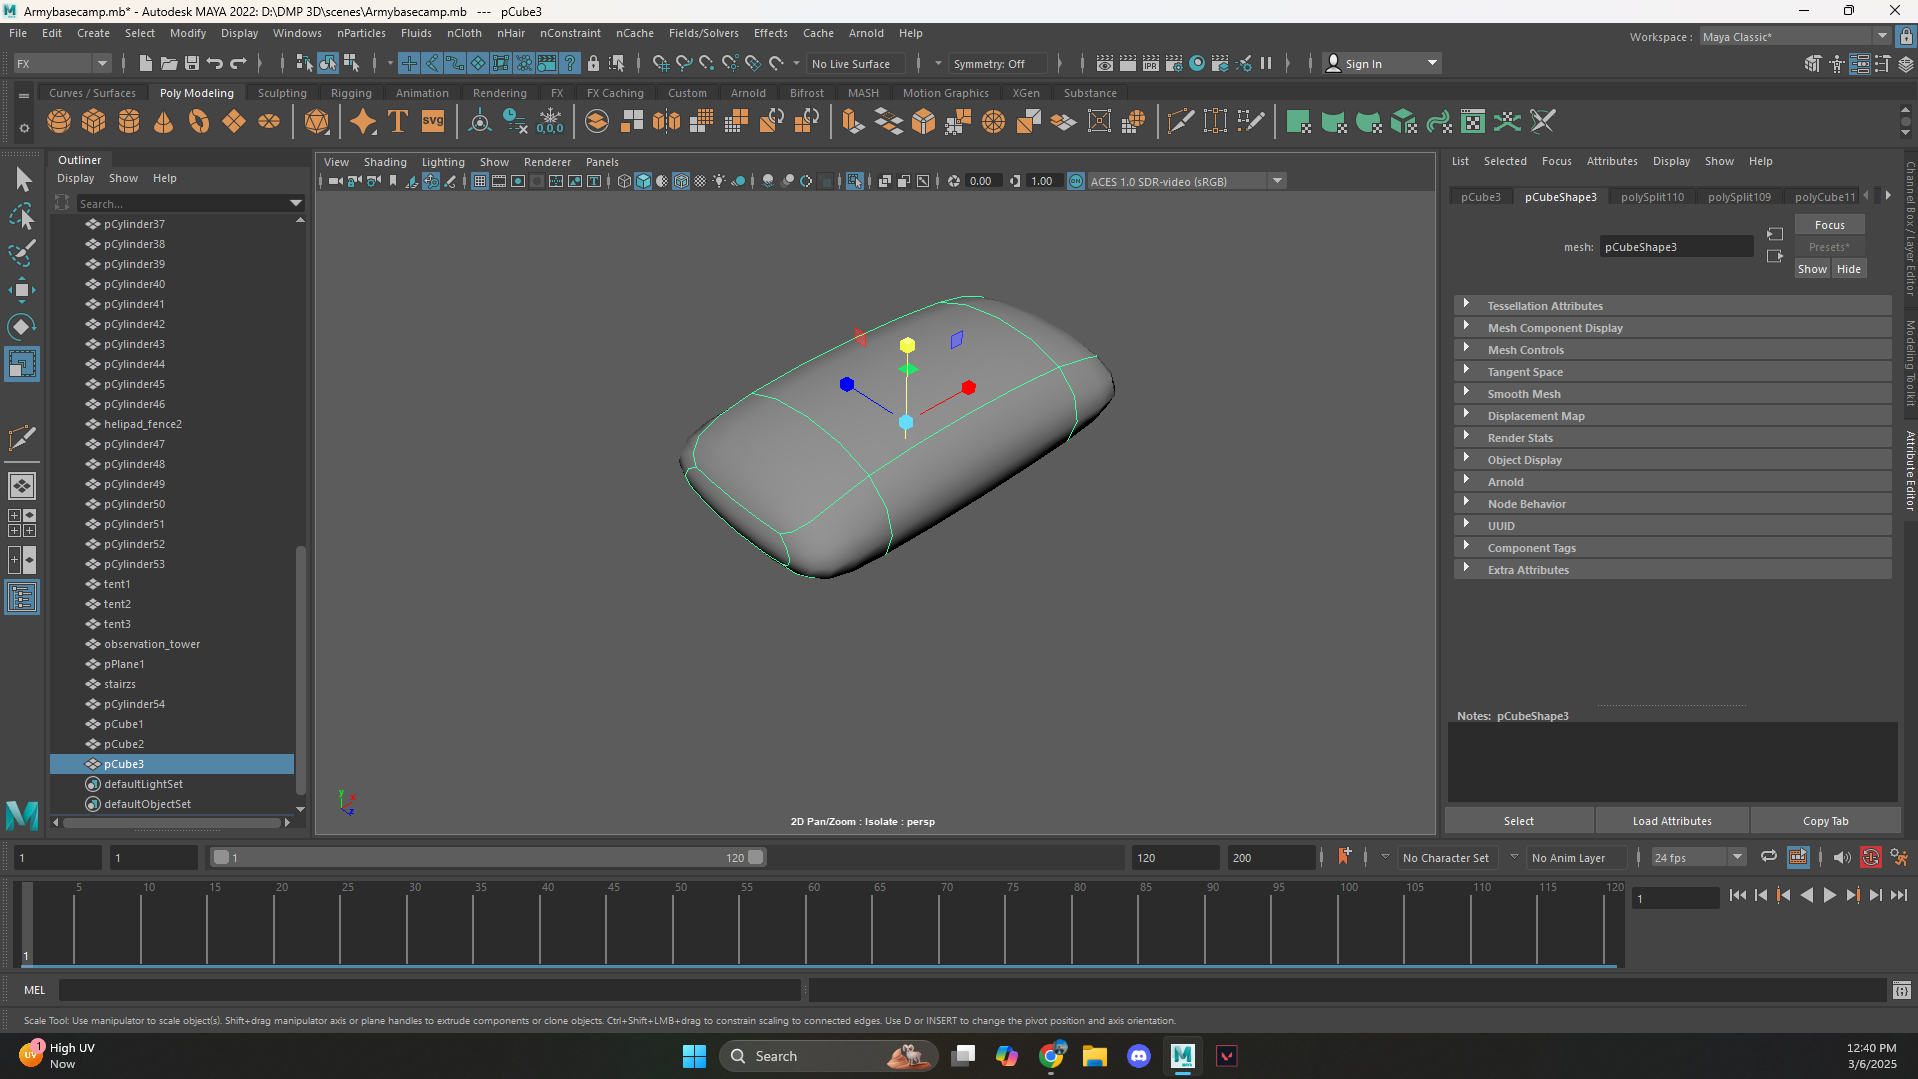 Armybasecamp.mb* - Autodesk MAYA 2022: D:\DMP 3D\scenes\Armybasecamp.mb --- pCube3
File Edit Create Select Modify Display Windows nParticles Fluids nCloth nHair nConstraint nCache Fields/Solvers Effects Cache Arnold Help
Workspace : Maya Classic*
FX No Live Surface Symmetry: Off Sign In
Curves / Surfaces Poly Modeling Sculpting Rigging Animation Rendering FX FX Caching Custom Arnold Bifrost MASH Motion Graphics XGen Substance
svg 0,0,0
Outliner
Display Show Help
Search...
pCylinder37
pCylinder38
pCylinder39
pCylinder40
pCylinder41
pCylinder42
pCylinder43
pCylinder44
pCylinder45
pCylinder46
helipad_fence2
pCylinder47
pCylinder48
pCylinder49
pCylinder50
pCylinder51
pCylinder52
pCylinder53
tent1
tent2
tent3
observation_tower
pPlane1
stairzs
pCylinder54
pCube1
pCube2
pCube3
defaultLightSet
defaultObjectSet
View Shading Lighting Show Renderer Panels
0.00 1.00 ACES 1.0 SDR-video (sRGB)
y x z
2D Pan/Zoom : Isolate : persp
List Selected Focus Attributes Display Show Help
pCube3 pCubeShape3 polySplit110 polySplit109 polyCube11
mesh: pCubeShape3
Focus
Presets*
Show Hide
Tessellation Attributes
Mesh Component Display
Mesh Controls
Tangent Space
Smooth Mesh
Displacement Map
Render Stats
Object Display
Arnold
Node Behavior
UUID
Component Tags
Extra Attributes
Notes: pCubeShape3
Select Load Attributes Copy Tab
Channel Box / Layer Editor
Modeling Toolkit
Attribute Editor
1 1 1 120 120 200 No Character Set No Anim Layer 24 fps
5 10 15 20 25 30 35 40 45 50 55 60 65 70 75 80 85 90 95 100 105 110 115 120
1
1
MEL
Scale Tool: Use manipulator to scale object(s). Shift+drag manipulator axis or plane handles to extrude components or clone objects. Ctrl+Shift+LMB+drag to constrain scaling to connected edges. Use D or INSERT to change the pivot position and axis orientation.
High UV
Now
Search
12:40 PM
3/6/2025